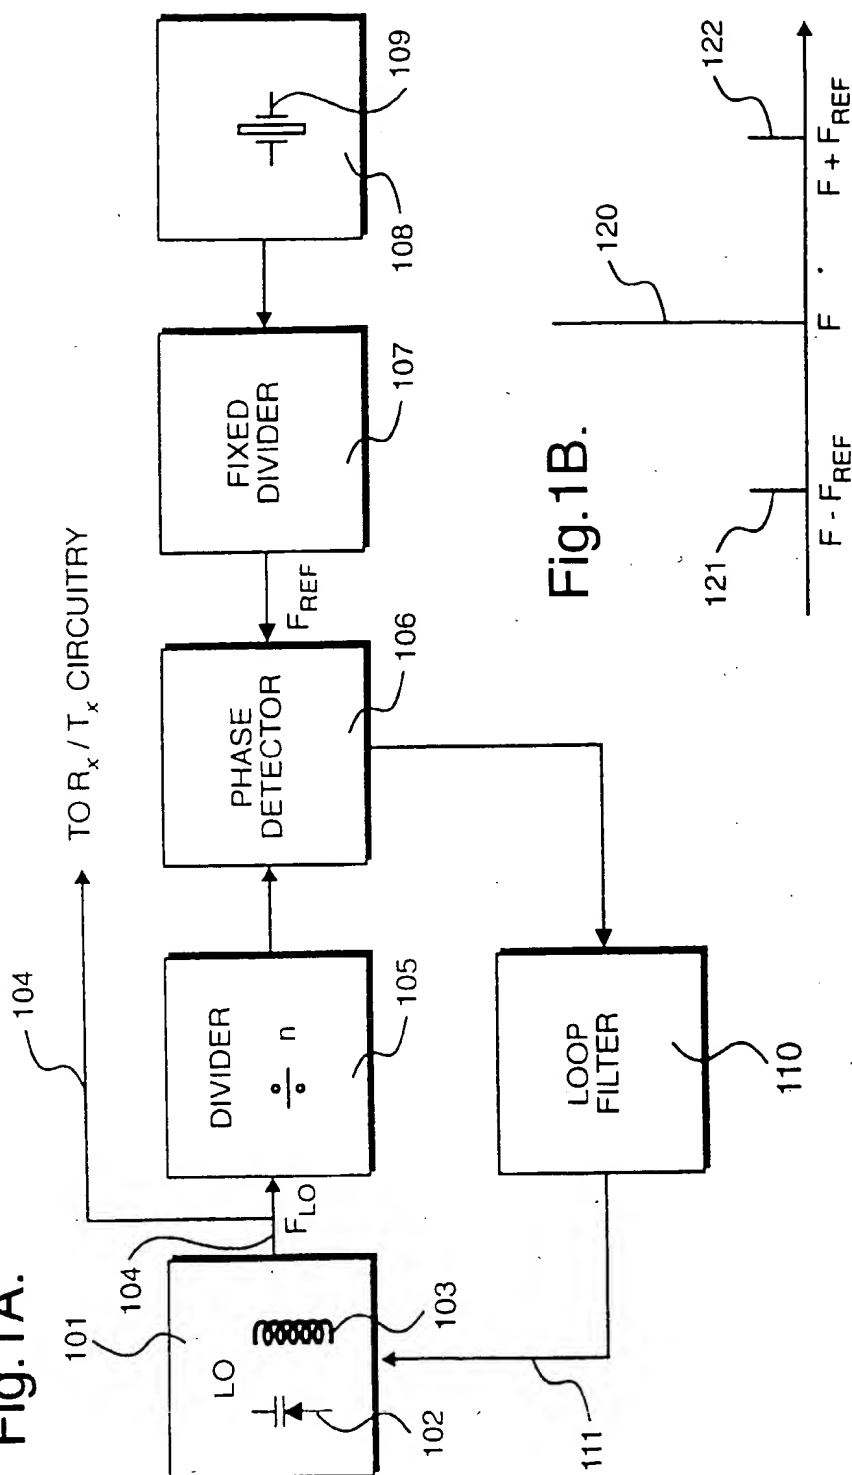 Fig.1A.
101
LO
102
103
104
F_LO
104
TO R_x / T_x CIRCUITRY
DIVIDER
÷ n
105
PHASE
DETECTOR
106
F_REF
FIXED
DIVIDER
107
108
109
LOOP
FILTER
110
111
Fig.1B.
120
121
122
F - F_REF
F
F + F_REF